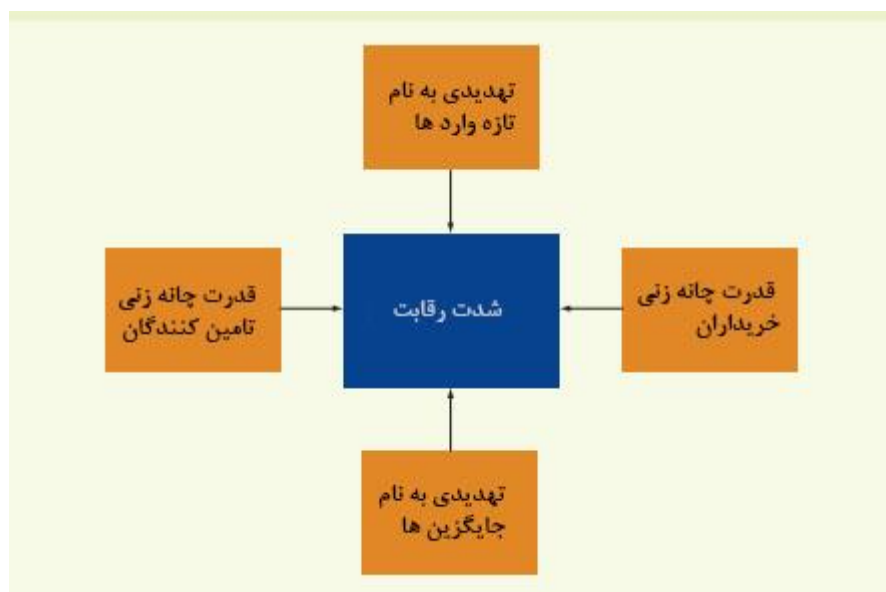 تهدیدی به نام
تازه وارد ها
قدرت چانه زنی
خریداران
شدت رقابت
قدرت چانه زنی
تامین کنندگان
تهدیدی به نام
جایگزین ها